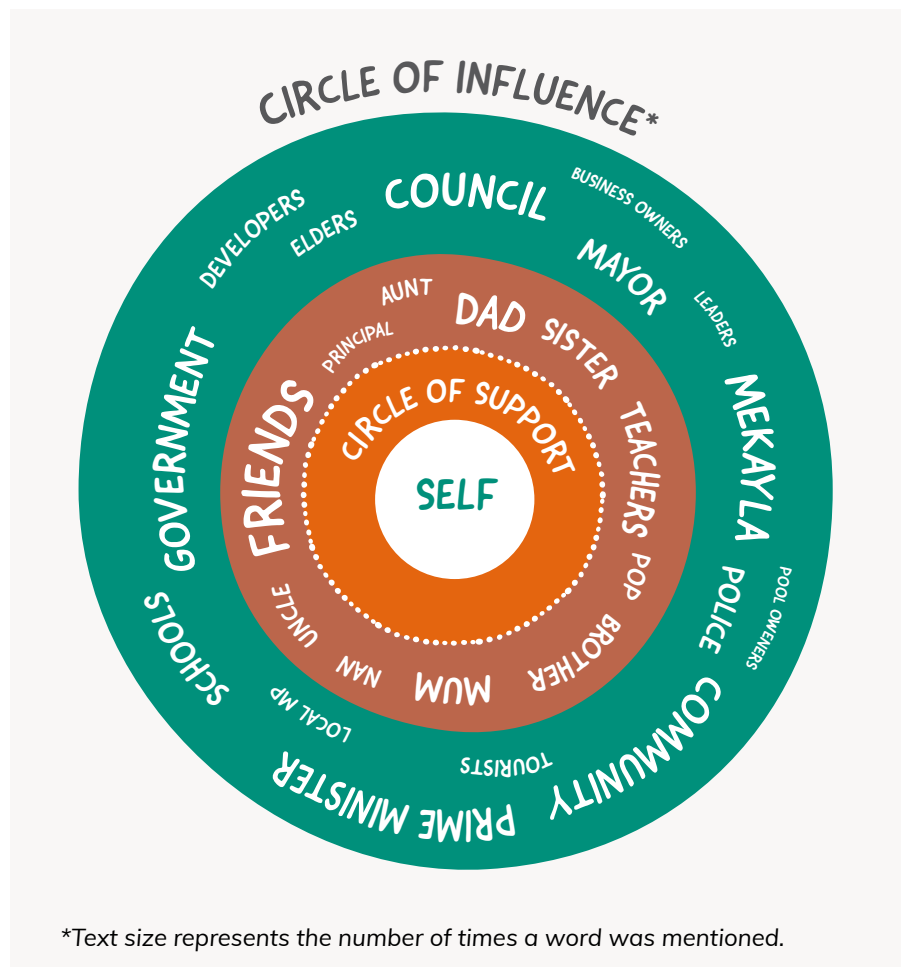 CIRCLE OF INFLUENCE*
COUNCIL
BUSINESS OWNERS
MAYOR
LEADERS
MEKAYLA
POOL OWENERS
POLICE
COMMUNITY
TOURISTS
PRIME MINISTER
LOCAL MP
SCHOOLS
GOVERNMENT
DEVELOPERS
ELDERS
AUNT
DAD
SISTER
TEACHERS
POP
BROTHER
MUM
NAN
UNCLE
FRIENDS
PRINCIPAL
CIRCLE OF SUPPORT
SELF
*Text size represents the number of times a word was mentioned.